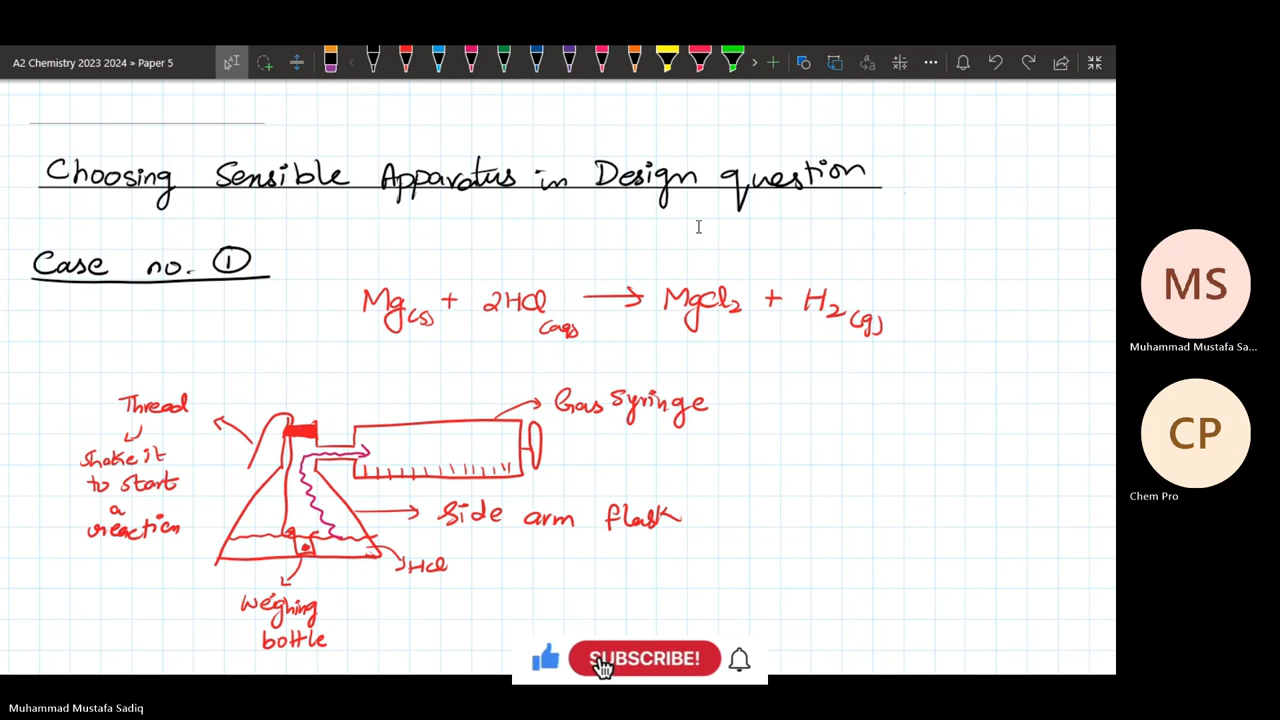 A2 Chemistry 2023 2024 » Paper 5
Choosing Sensible Apparatus in Design question
Case no. ①
Mg(s) + 2HCl(aq) → MgCl2 + H2(g)
Thread
shake it
to start
a
reaction
Gas Syringe
Side arm flask
HCl
Weighing
bottle
SUBSCRIBE!
MS
Muhammad Mustafa Sa...
CP
Chem Pro
Muhammad Mustafa Sadiq